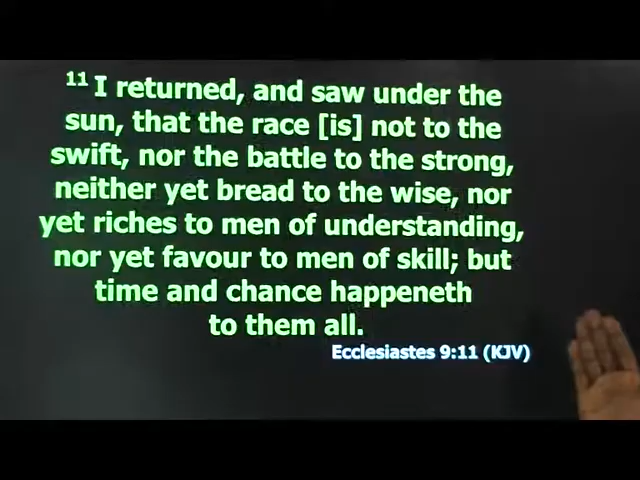 11 I returned, and saw under the
sun, that the race [is] not to the
swift, nor the battle to the strong,
neither yet bread to the wise, nor
yet riches to men of understanding,
nor yet favour to men of skill; but
time and chance happeneth
to them all.
Ecclesiastes 9:11 (KJV)